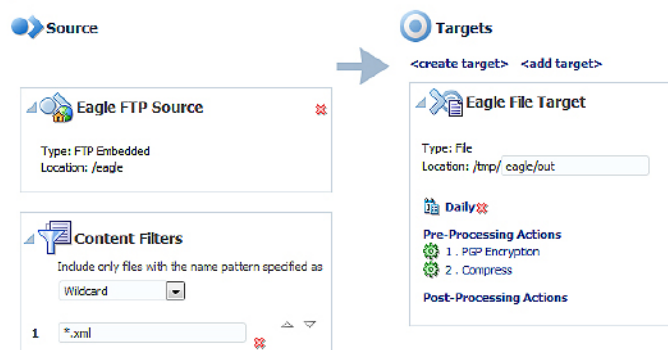 Source
Eagle FTP Source
Type: FTP Embedded
Location: /eagle
Content Filters
Include only files with the name pattern specified as
Wildcard
1 *.xml
Targets
<create target> <add target>
Eagle File Target
Type: File
Location: /tmp/ eagle/out
Daily
Pre-Processing Actions
1 . PGP Encryption
2 . Compress
Post-Processing Actions